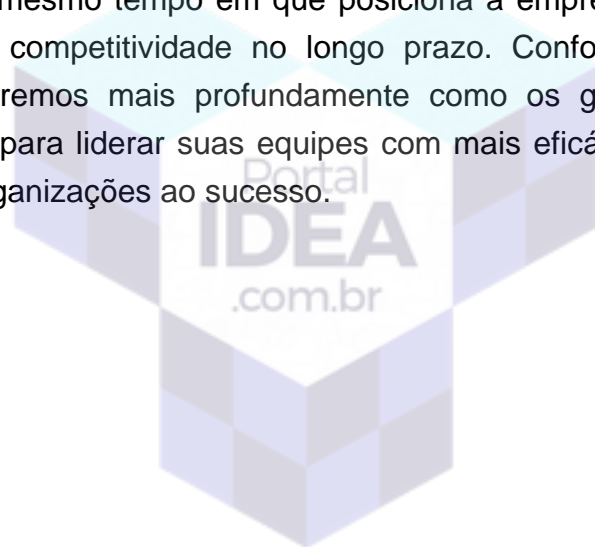 mesmo tempo em que posiciona a empre
competitividade no longo prazo. Confo
remos mais profundamente como os g
para liderar suas equipes com mais eficá
ganizações ao sucesso.
Portal
IDEA
.com.br